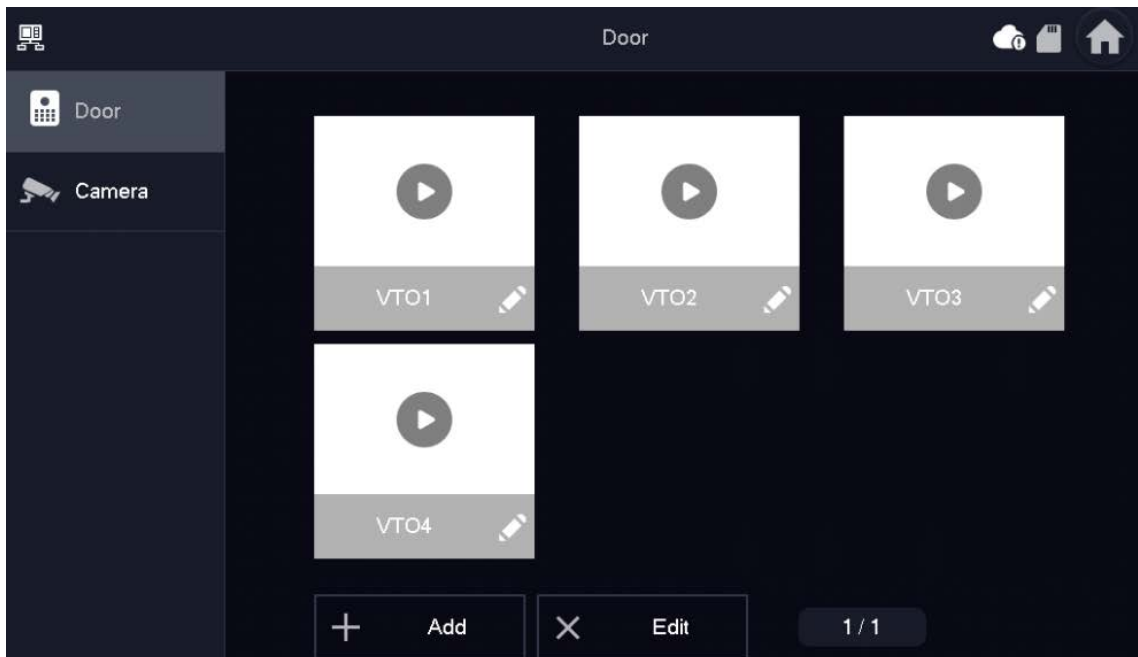 Door
Door
Camera
VTO1
VTO2
VTO3
VTO4
Add
Edit
1 / 1